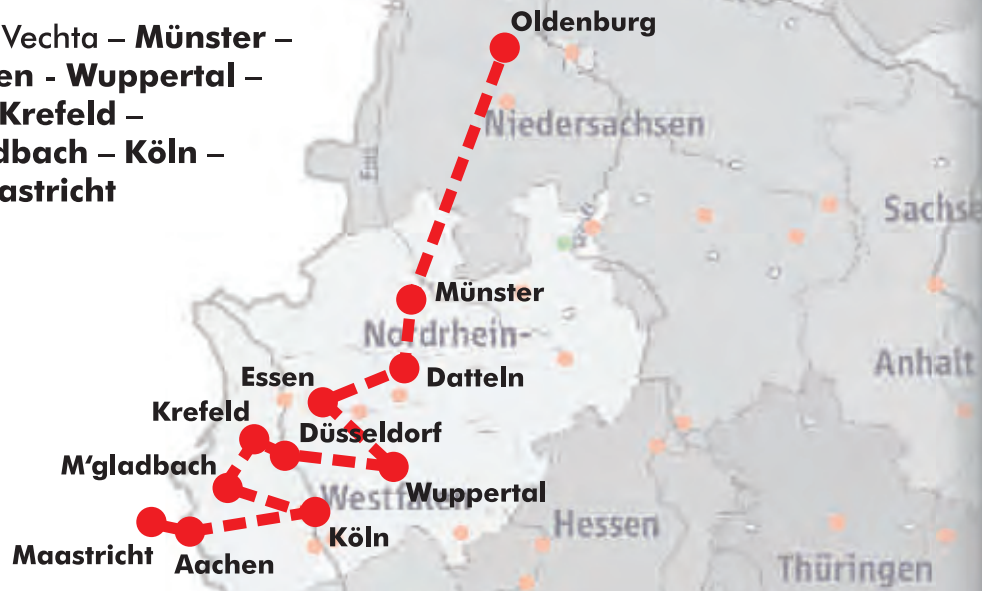 Vechta – Münster –
en - Wuppertal –
Krefeld –
dbach – Köln –
astricht
Oldenburg
Niedersachsen
Ems
Sachse
Münster
Nordrhein-
Anhalt
Essen
Datteln
Krefeld
Düsseldorf
M‘gladbach
Wuppertal
Westfalen
Köln
Hessen
Maastricht
Aachen
Thüringen